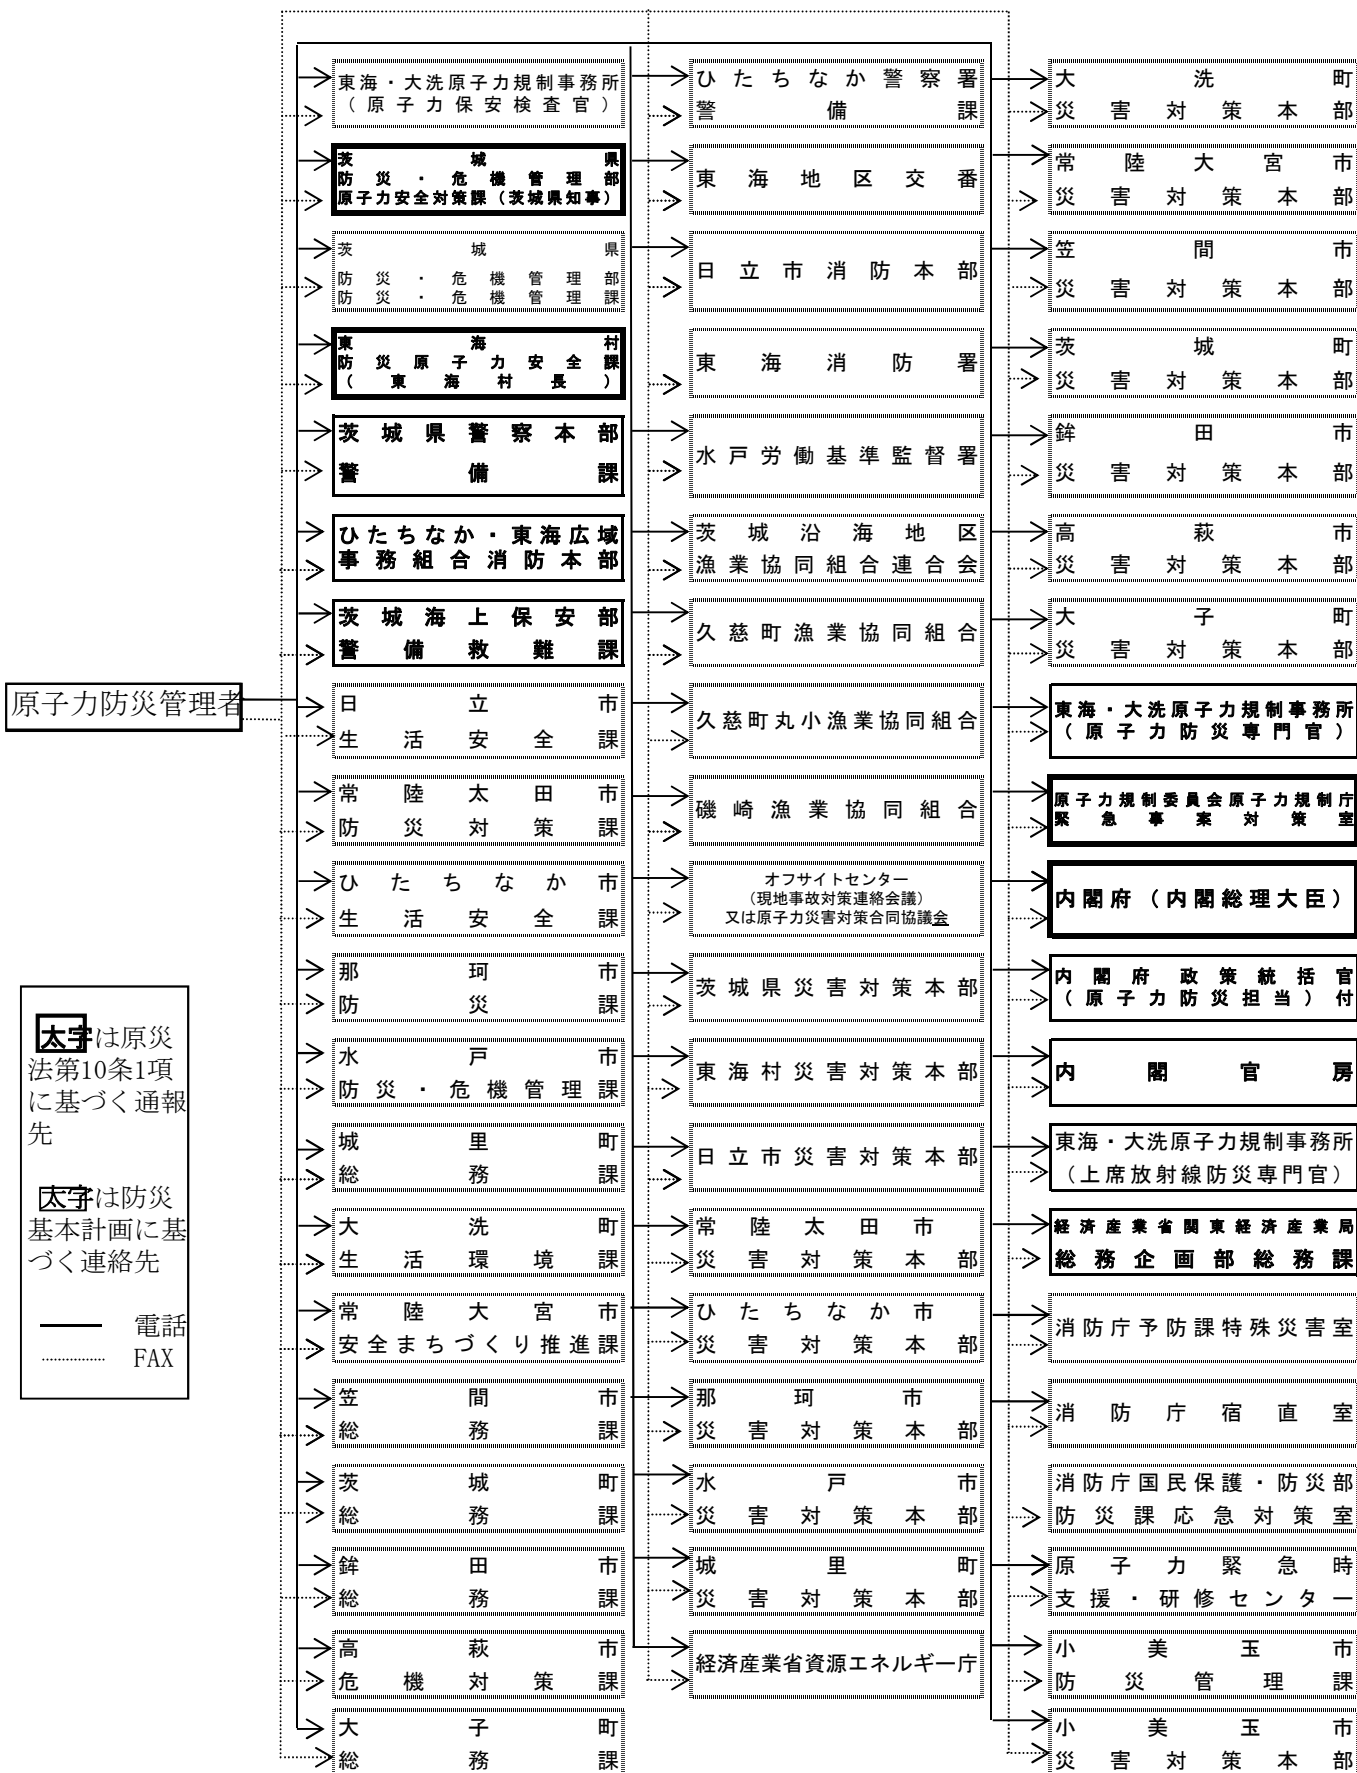 原子力防災管理者
太字は原災
法第10条1項
に基づく通報
先
太字は防災
基本計画に基
づく連絡先
電話
FAX
東海・大洗原子力規制事務所
（原子力保安検査官）
茨城県
防災・危機管理部
原子力安全対策課（茨城県知事）
茨城県
防災・危機管理部
防災・危機管理課
東海村
防災原子力安全課
（東海村長）
茨城県警察本部
警備課
ひたちなか・東海広域
事務組合消防本部
茨城海上保安部
警備救難課
日立市
生活安全課
常陸太田市
防災対策課
ひたちなか市
生活安全課
那珂市
防災課
水戸市
防災・危機管理課
城里町
総務課
大洗町
生活環境課
常陸大宮市
安全まちづくり推進課
笠間市
総務課
茨城町
総務課
鉾田市
総務課
高萩市
危機対策課
大子町
総務課
ひたちなか警察署
警備課
東海地区交番
日立市消防本部
東海消防署
水戸労働基準監督署
茨城沿海地区
漁業協同組合連合会
久慈町漁業協同組合
久慈町丸小漁業協同組合
磯崎漁業協同組合
オフサイトセンター
（現地事故対策連絡会議）
又は原子力災害対策合同協議会
茨城県災害対策本部
東海村災害対策本部
日立市災害対策本部
常陸太田市
災害対策本部
ひたちなか市
災害対策本部
那珂市
災害対策本部
水戸市
災害対策本部
城里町
災害対策本部
経済産業省資源エネルギー庁
大洗町
災害対策本部
常陸大宮市
災害対策本部
笠間市
災害対策本部
茨城町
災害対策本部
鉾田市
災害対策本部
高萩市
災害対策本部
大子町
災害対策本部
東海・大洗原子力規制事務所
（原子力防災専門官）
原子力規制委員会原子力規制庁
緊急事案対策室
内閣府（内閣総理大臣）
内閣府政策統括官
（原子力防災担当）付
内閣官房
東海・大洗原子力規制事務所
（上席放射線防災専門官）
経済産業省関東経済産業局
総務企画部総務課
消防庁予防課特殊災害室
消防庁宿直室
消防庁国民保護・防災部
防災課応急対策室
原子力緊急時
支援・研修センター
小美玉市
防災管理課
小美玉市
災害対策本部